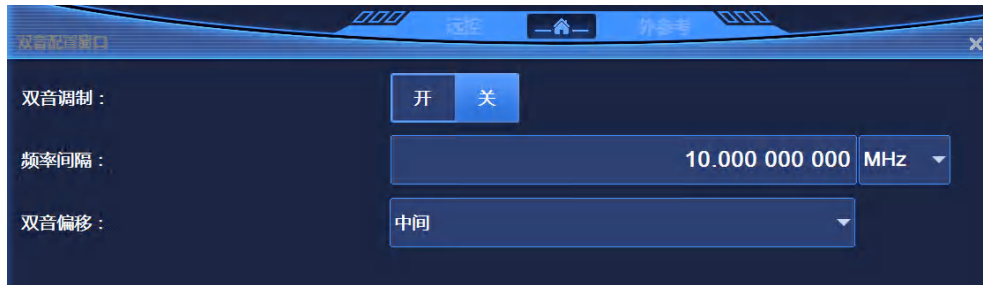 远控 外参考
双音配置窗口
双音调制：
开 关
频率间隔：
10.000 000 000 MHz
双音偏移：
中间